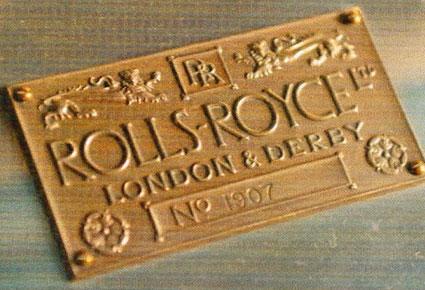 RR
ROLLS-ROYCE LTD
LONDON & DERBY
No 1907